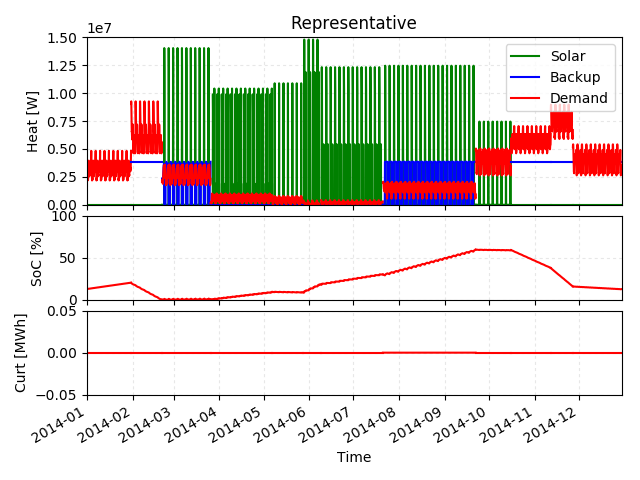 Representative
1e7
1.50
1.25
1.00
0.75
0.50
0.25
0.00
Heat [W]
Solar
Backup
Demand
100
50
0
SoC [%]
0.05
0.00
−0.05
Curt [MWh]
2014-01
2014-02
2014-03
2014-04
2014-05
2014-06
2014-07
2014-08
2014-09
2014-10
2014-11
2014-12
Time